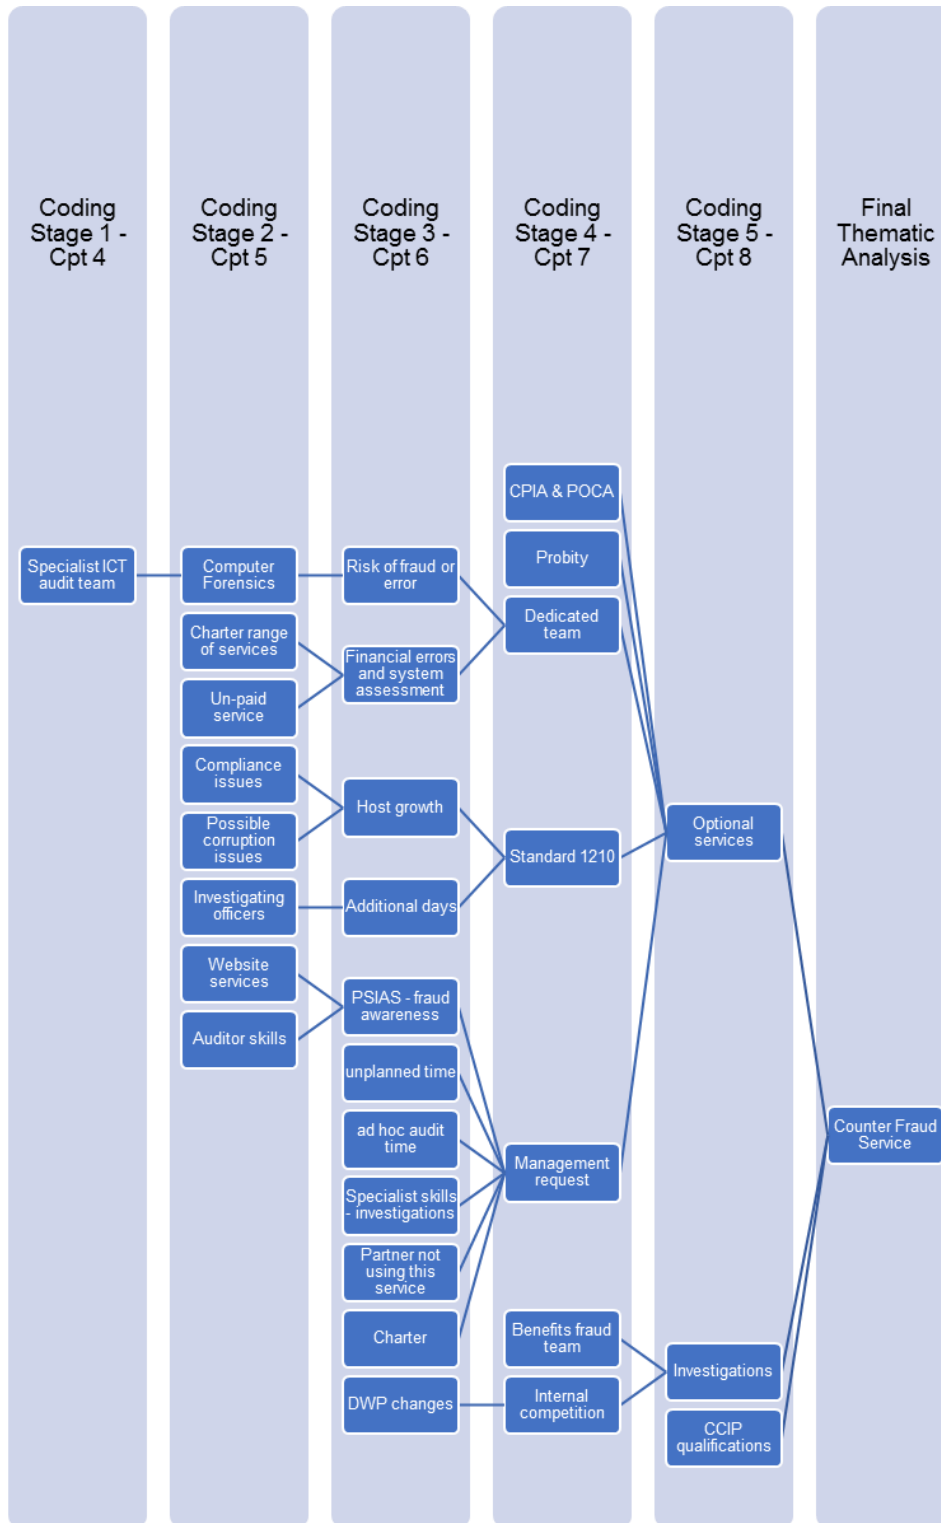 Coding
Stage 1 -
Cpt 4
Coding
Stage 2 -
Cpt 5
Coding
Stage 3 -
Cpt 6
Coding
Stage 4 -
Cpt 7
Coding
Stage 5 -
Cpt 8
Final
Thematic
Analysis
Specialist ICT
audit team
Computer
Forensics
Charter range
of services
Un-paid
service
Compliance
issues
Possible
corruption
issues
Investigating
officers
Website
services
Auditor skills
Risk of fraud or
error
Financial errors
and system
assessment
Host growth
Additional days
PSIAS - fraud
awareness
unplanned time
ad hoc audit
time
Specialist skills
- investigations
Partner not
using this
service
Charter
DWP changes
CPIA & POCA
Probity
Dedicated
team
Standard 1210
Management
request
Benefits fraud
team
Internal
competition
Optional
services
Investigations
CCIP
qualifications
Counter Fraud
Service